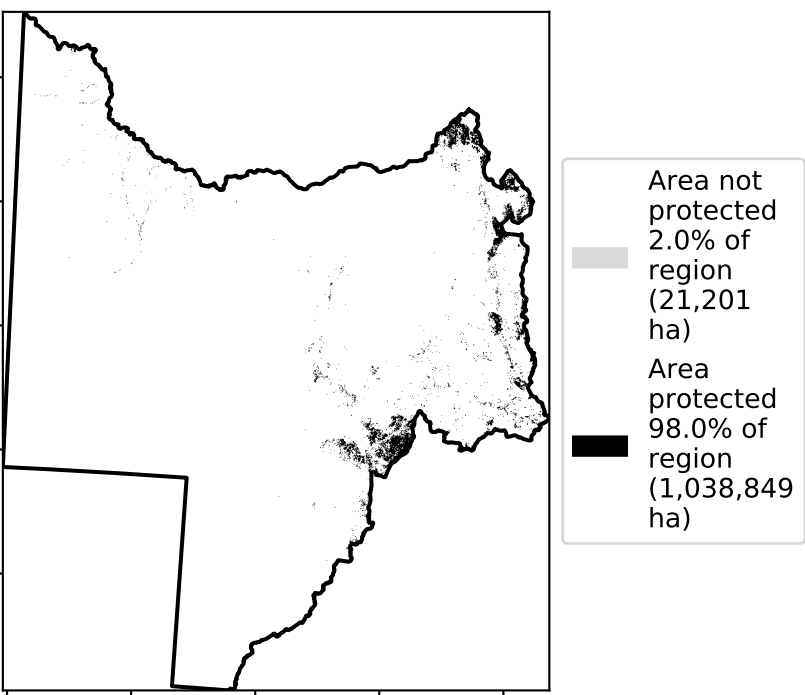 Area not
protected
2.0% of
region
(21,201
ha)
Area
protected
98.0% of
region
(1,038,849
ha)